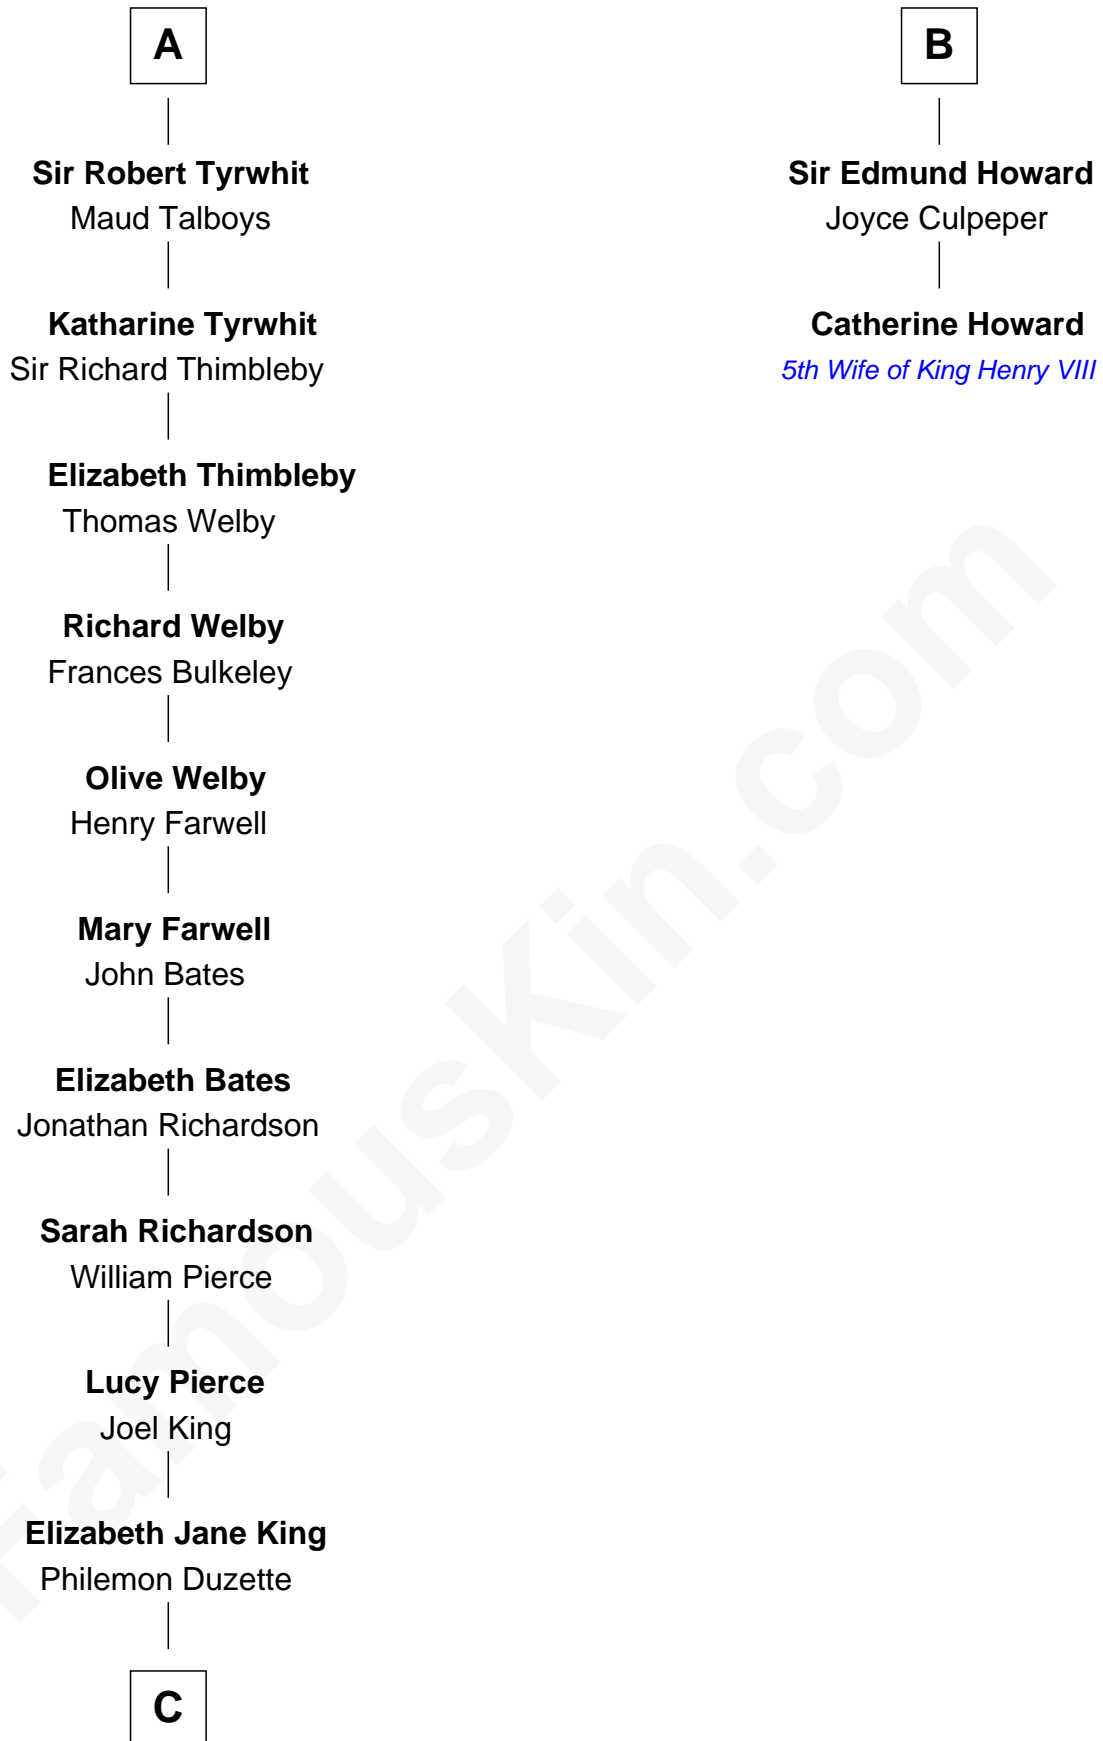 A
Sir Robert Tyrwhit
Maud Talboys
Katharine Tyrwhit
Sir Richard Thimbleby
Elizabeth Thimbleby
Thomas Welby
Richard Welby
Frances Bulkeley
Olive Welby
Henry Farwell
Mary Farwell
John Bates
Elizabeth Bates
Jonathan Richardson
Sarah Richardson
William Pierce
Lucy Pierce
Joel King
Elizabeth Jane King
Philemon Duzette
C
B
Sir Edmund Howard
Joyce Culpeper
Catherine Howard
5th Wife of King Henry VIII
FamousKin.com